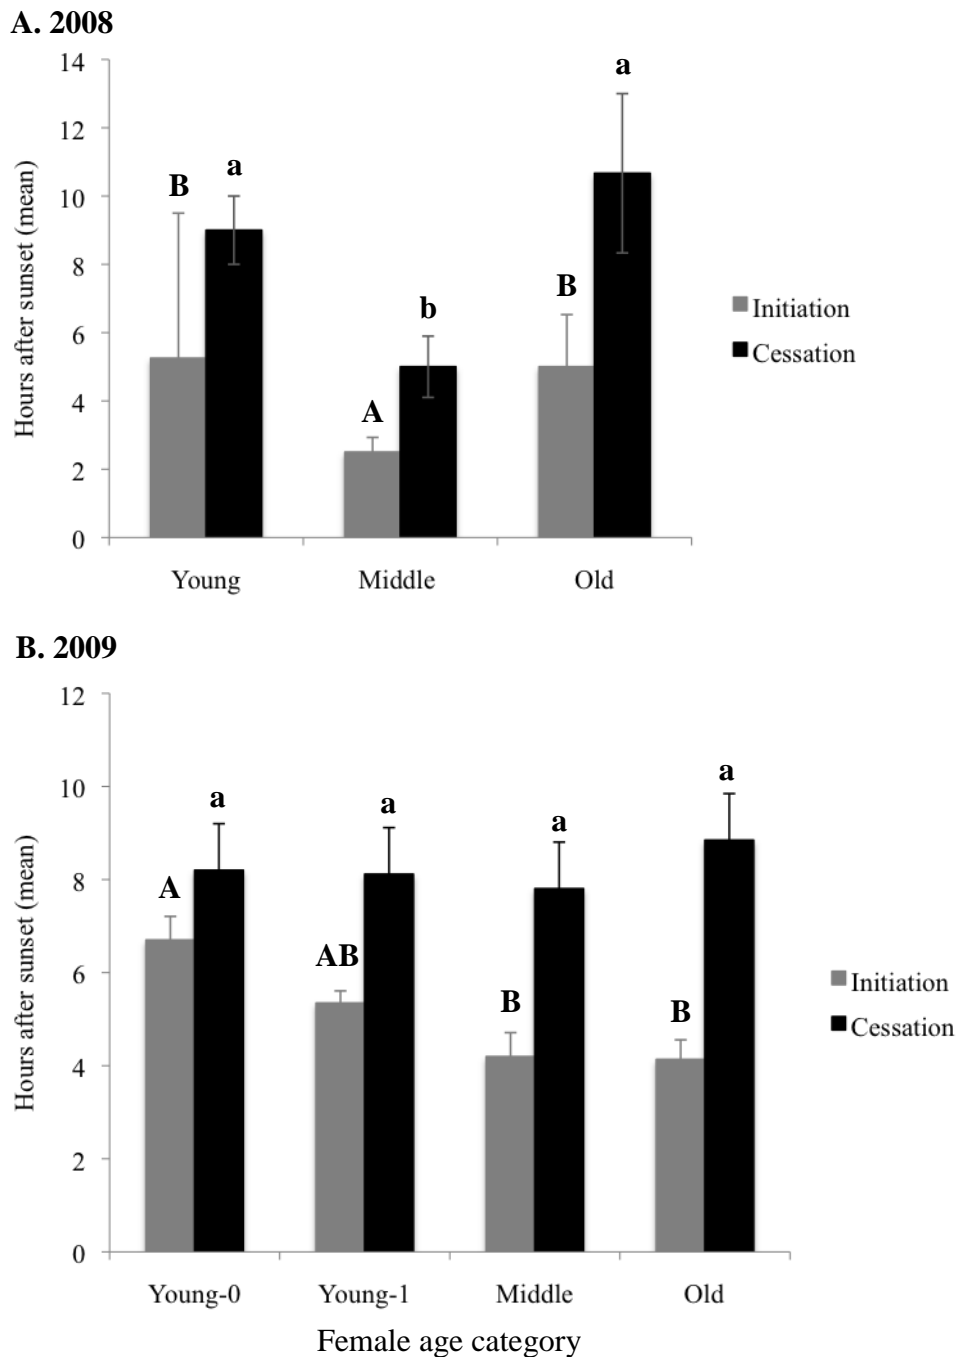 A. 2008
Hours after sunset (mean)
14
12
10
8
6
4
2
0
B
a
A
b
B
a
Young
Middle
Old
Initiation
Cessation
B. 2009
Hours after sunset (mean)
12
10
8
6
4
2
0
A
a
AB
a
B
a
B
a
Young-0
Young-1
Middle
Old
Initiation
Cessation
Female age category